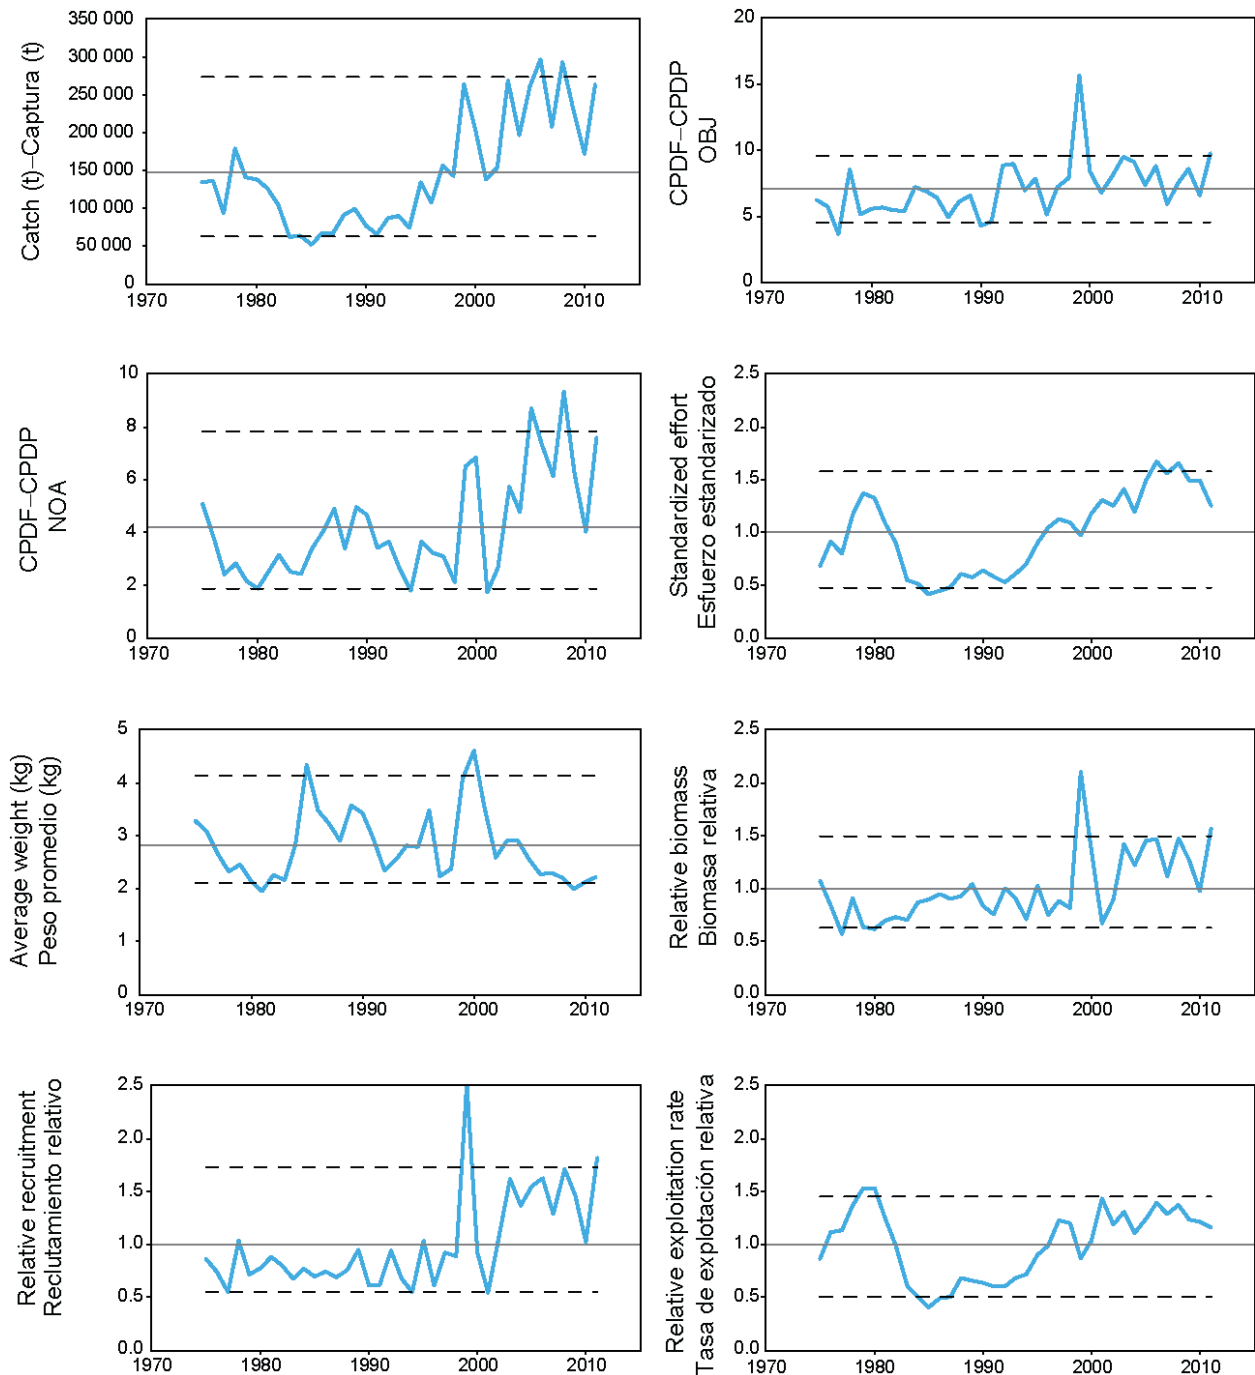 Catch (t)–Captura (t)
350 000
300 000
250 000
200 000
150 000
100 000
50 000
0
1970 1980 1990 2000 2010
CPDF–CPDP
OBJ
20
15
10
5
0
1970 1980 1990 2000 2010
CPDF–CPDP
NOA
10
8
6
4
2
0
1970 1980 1990 2000 2010
Standardized effort
Esfuerzo estandarizado
2.5
2.0
1.5
1.0
0.5
0.0
1970 1980 1990 2000 2010
Average weight (kg)
Peso promedio (kg)
5
4
3
2
1
0
1970 1980 1990 2000 2010
Relative biomass
Biomasa relativa
2.5
2.0
1.5
1.0
0.5
0.0
1970 1980 1990 2000 2010
Relative recruitment
Reclutamiento relativo
2.5
2.0
1.5
1.0
0.5
0.0
1970 1980 1990 2000 2010
Relative exploitation rate
Tasa de explotación relativa
2.5
2.0
1.5
1.0
0.5
0.0
1970 1980 1990 2000 2010